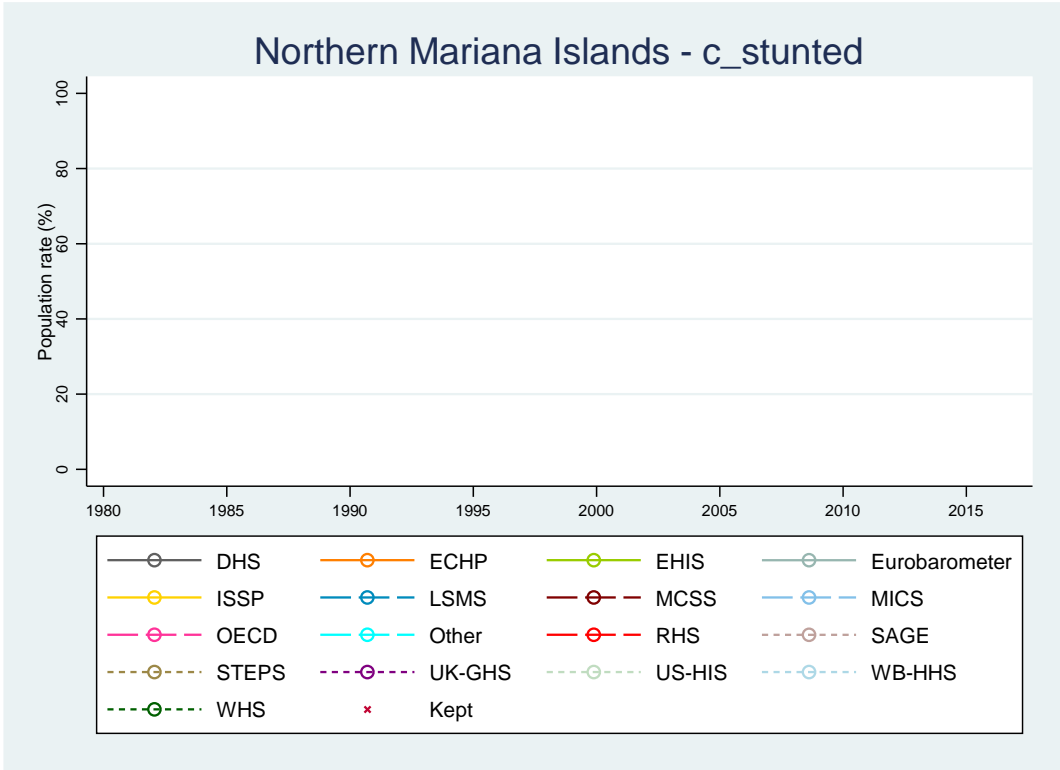 Northern Mariana Islands - c_stunted
Population rate (%)
100
80
60
40
20
0
1980 1985 1990 1995 2000 2005 2010 2015
DHS ECHP EHIS Eurobarometer
ISSP LSMS MCSS MICS
OECD Other RHS SAGE
STEPS UK-GHS US-HIS WB-HHS
WHS Kept